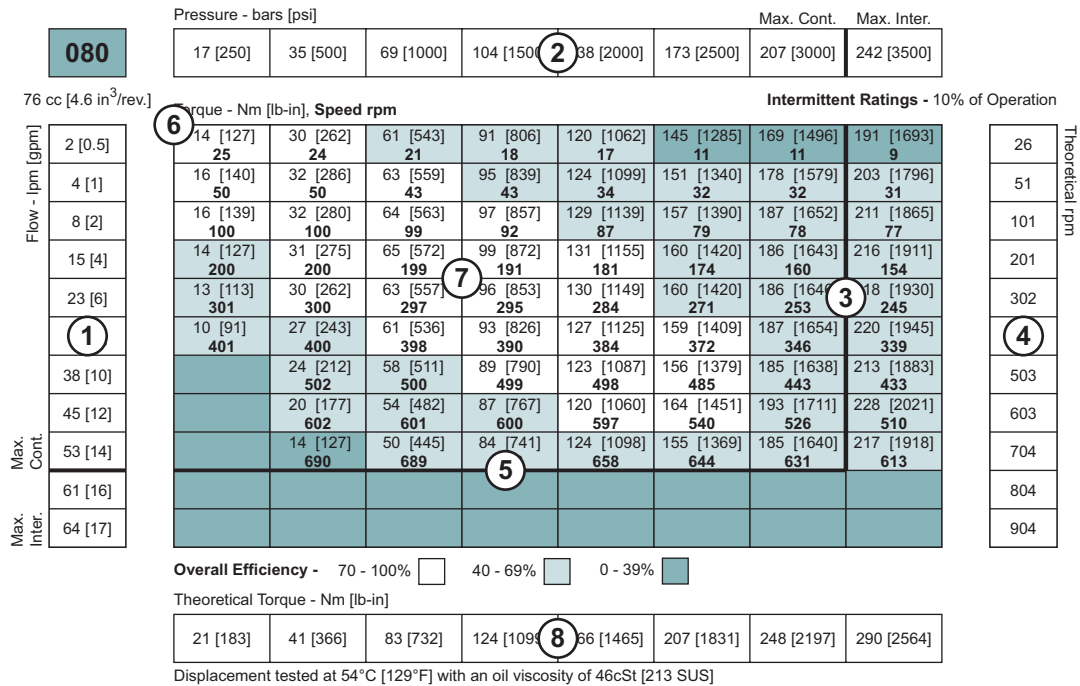 Pressure - bars [psi]
Max. Cont. Max. Inter.
080
17 [250] 35 [500] 69 [1000] 104 [150 2 38 [2000] 173 [2500] 207 [3000] 242 [3500]
76 cc [4.6 in3/rev.]
Torque - Nm [lb-in], Speed rpm
Intermittent Ratings - 10% of Operation
6
Flow - lpm [gpm]
Theoretical rpm
2 [0.5] 14 [127] 30 [262] 61 [543] 91 [806] 120 [1062] 145 [1285] 169 [1496] 191 [1693] 26
25 24 21 18 17 11 11 9
4 [1] 16 [140] 32 [286] 63 [559] 95 [839] 124 [1099] 151 [1340] 178 [1579] 203 [1796] 51
50 50 43 43 34 32 32 31
8 [2] 16 [139] 32 [280] 64 [563] 97 [857] 129 [1139] 157 [1390] 187 [1652] 211 [1865] 101
100 100 99 92 87 79 78 77
15 [4] 14 [127] 31 [275] 65 [572] 99 [872] 131 [1155] 160 [1420] 186 [1643] 216 [1911] 201
200 200 199 191 181 174 160 154
7
23 [6] 13 [113] 30 [262] 63 [557 96 [853] 130 [1149] 160 [1420] 186 [164 3 18 [1930] 302
301 300 297 295 284 271 253 245
1 10 [91] 27 [243] 61 [536] 93 [826] 127 [1125] 159 [1409] 187 [1654] 220 [1945] 4
401 400 398 390 384 372 346 339
38 [10] 24 [212] 58 [511] 89 [790] 123 [1087] 156 [1379] 185 [1638] 213 [1883] 503
502 500 499 498 485 443 433
45 [12] 20 [177] 54 [482] 87 [767] 120 [1060] 164 [1451] 193 [1711] 228 [2021] 603
602 601 600 597 540 526 510
Max. Cont.
53 [14] 14 [127] 50 [445] 84 [741] 124 [1098] 155 [1369] 185 [1640] 217 [1918] 704
690 689 5 658 644 631 613
61 [16] 804
Max. Inter.
64 [17] 904
Overall Efficiency - 70 - 100% 40 - 69% 0 - 39%
Theoretical Torque - Nm [lb-in]
21 [183] 41 [366] 83 [732] 124 [109 8 66 [1465] 207 [1831] 248 [2197] 290 [2564]
Displacement tested at 54°C [129°F] with an oil viscosity of 46cSt [213 SUS]